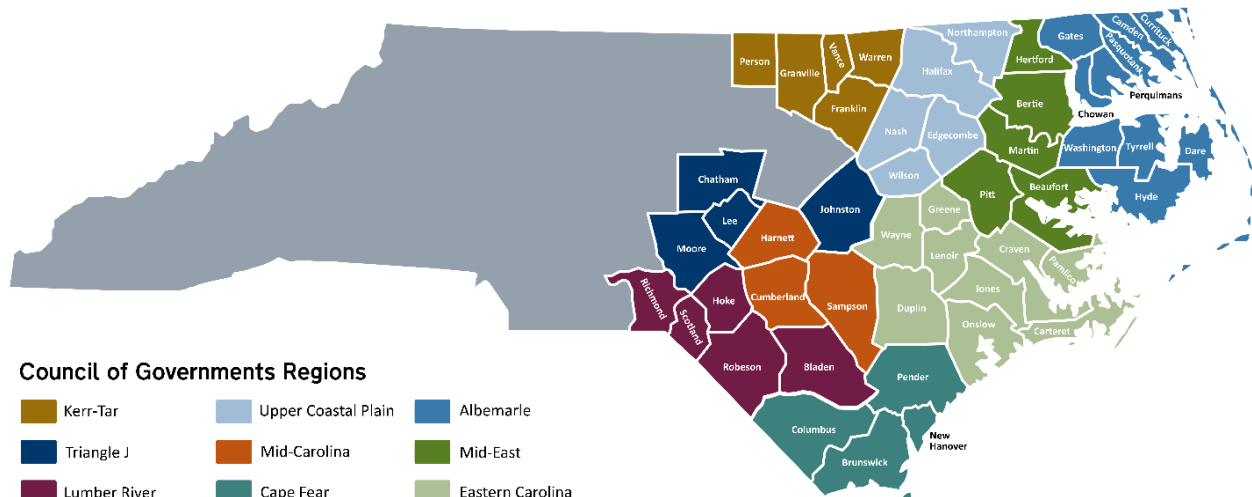 Northampton
Gates
Camden
Currituck
Pasquotank
Hertford
Person
Granville
Vance
Warren
Halifax
Bertie
Perquimans
Franklin
Chowan
Nash
Edgecombe
Martin
Washington
Tyrrell
Dare
Wilson
Chatham
Beaufort
Hyde
Pitt
Johnston
Greene
Lee
Wayne
Harnett
Moore
Craven
Lenoir
Pamlico
Richmond
Hoke
Cumberland
Sampson
Duplin
Jones
Scotland
Onslow
Carteret
Robeson
Bladen
Pender
Council of Governments Regions
Kerr-Tar
Upper Coastal Plain
Albemarle
Columbus
New
Hanover
Triangle J
Mid-Carolina
Mid-East
Brunswick
Lumber River
Cape Fear
Eastern Carolina